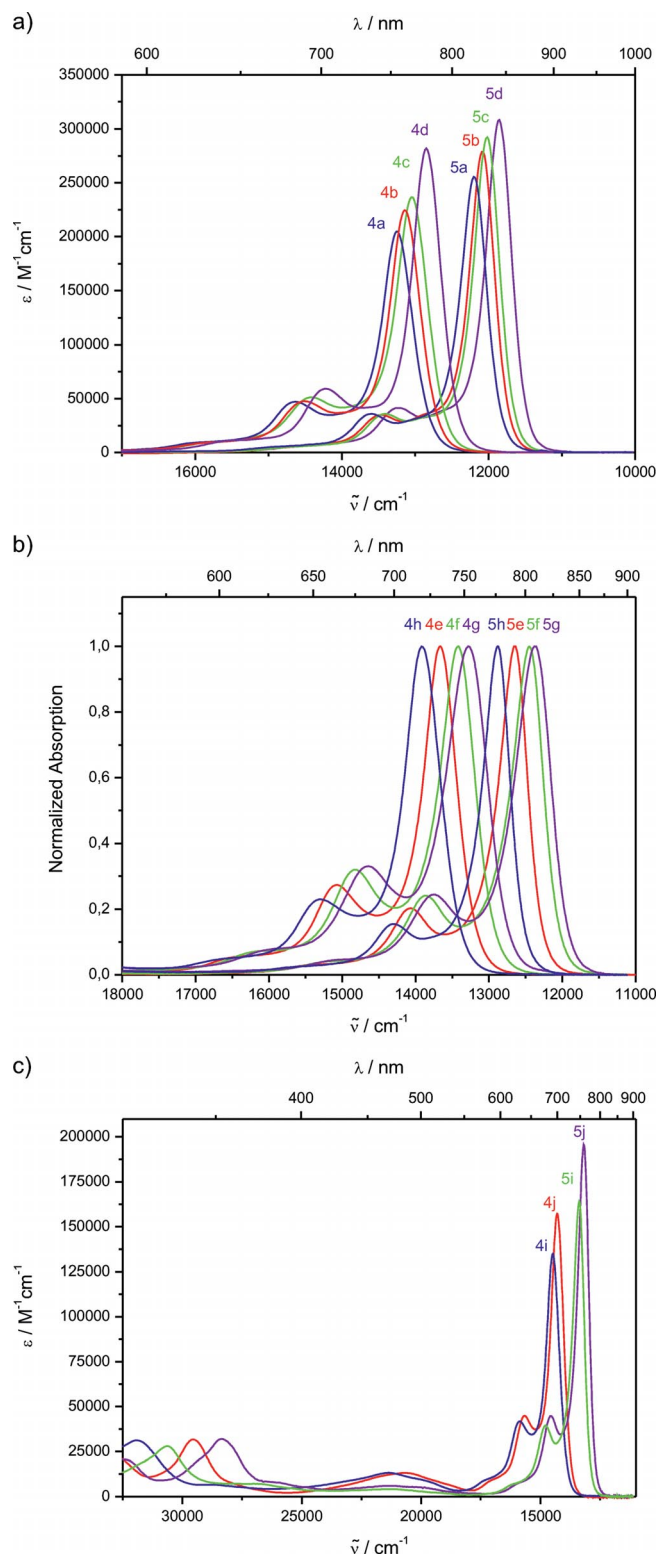 a)
λ / nm
600 700 800 900 1000
350000
300000
250000
200000
150000
100000
50000
0
ε / M⁻¹cm⁻¹
4a
4b
4c
4d
5a
5b
5c
5d
16000 14000 12000 10000
ν̃ / cm⁻¹
b)
λ / nm
600 650 700 750 800 850 900
1,0
0,8
0,6
0,4
0,2
0,0
Normalized Absorption
4h 4e 4f 4g 5h 5e 5f 5g
18000 17000 16000 15000 14000 13000 12000 11000
ν̃ / cm⁻¹
c)
λ / nm
400 500 600 700 800 900
200000
175000
150000
125000
100000
75000
50000
25000
0
ε / M⁻¹cm⁻¹
4i
4j
5i
5j
30000 25000 20000 15000
ν̃ / cm⁻¹